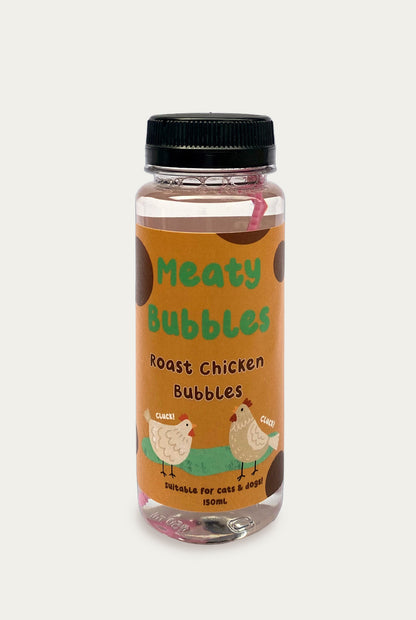 Meaty
Bubbles
Roast Chicken
Bubbles
CLUCK!
CLUCK!
Suitable for cats & dogs!
150mL